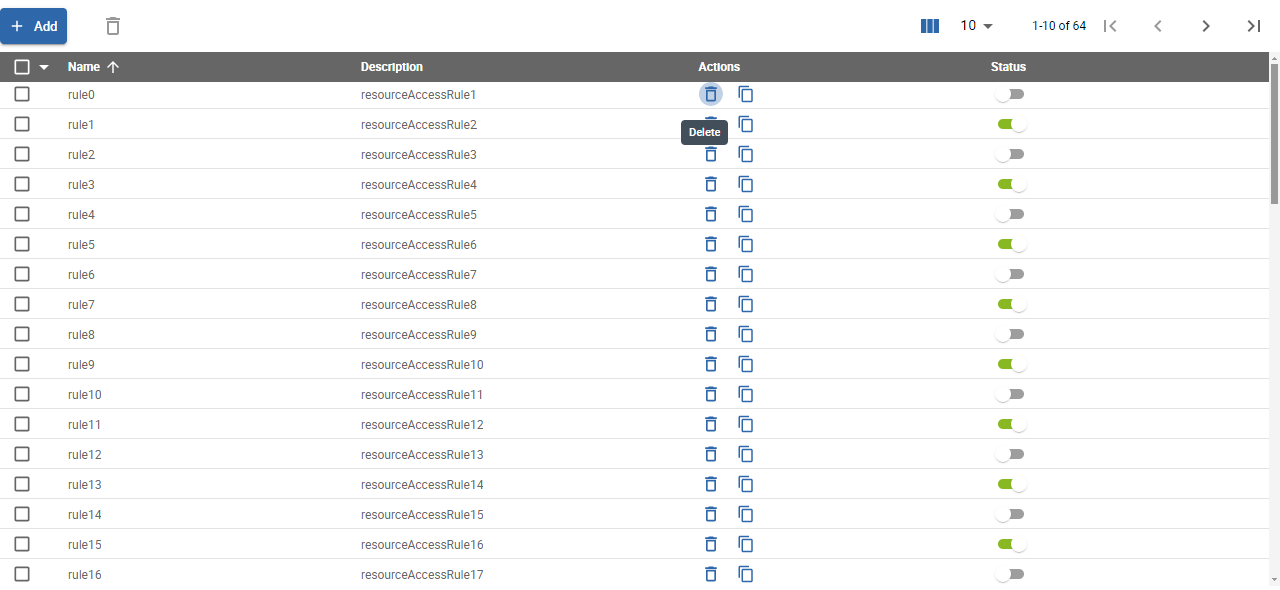 Add 10 1-10 of 64
Name Description Actions Status
rule0 resourceAccessRule1
rule1 resourceAccessRule2
Delete
rule2 resourceAccessRule3
rule3 resourceAccessRule4
rule4 resourceAccessRule5
rule5 resourceAccessRule6
rule6 resourceAccessRule7
rule7 resourceAccessRule8
rule8 resourceAccessRule9
rule9 resourceAccessRule10
rule10 resourceAccessRule11
rule11 resourceAccessRule12
rule12 resourceAccessRule13
rule13 resourceAccessRule14
rule14 resourceAccessRule15
rule15 resourceAccessRule16
rule16 resourceAccessRule17